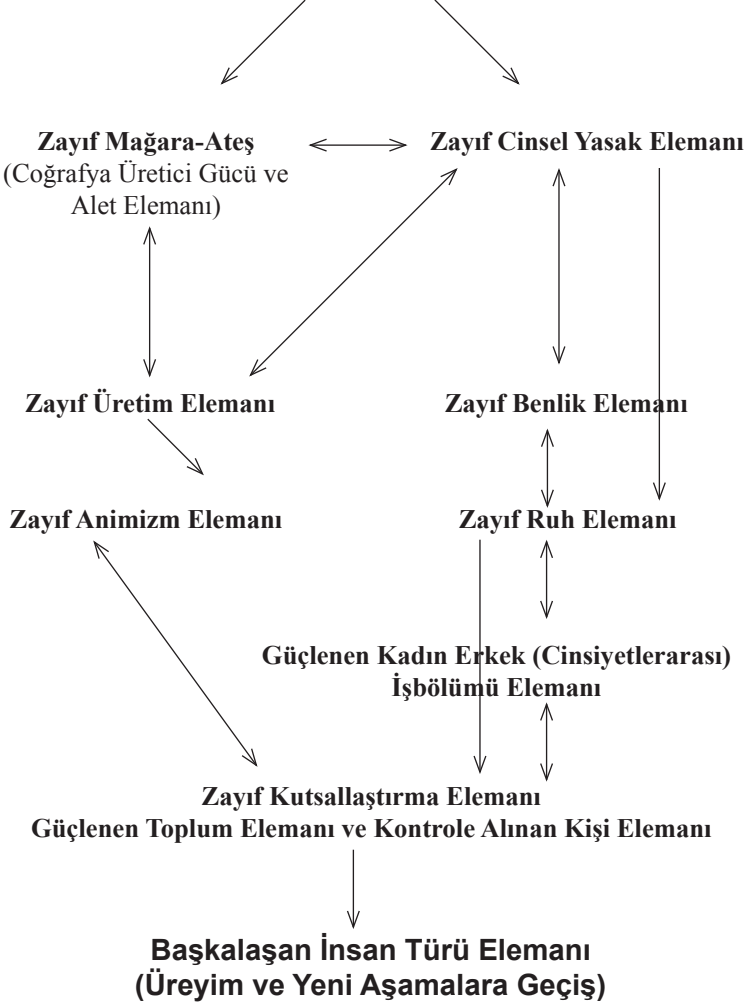 Zayıf Mağara-Ateş
(Coğrafya Üretici Gücü ve
Alet Elemanı)
Zayıf Cinsel Yasak Elemanı
Zayıf Üretim Elemanı
Zayıf Benlik Elemanı
Zayıf Animizm Elemanı
Zayıf Ruh Elemanı
Güçlenen Kadın Erkek (Cinsiyetlerarası)
İşbölümü Elemanı
Zayıf Kutsallaştırma Elemanı
Güçlenen Toplum Elemanı ve Kontrole Alınan Kişi Elemanı
Başkalaşan İnsan Türü Elemanı
(Üreyim ve Yeni Aşamalara Geçiş)